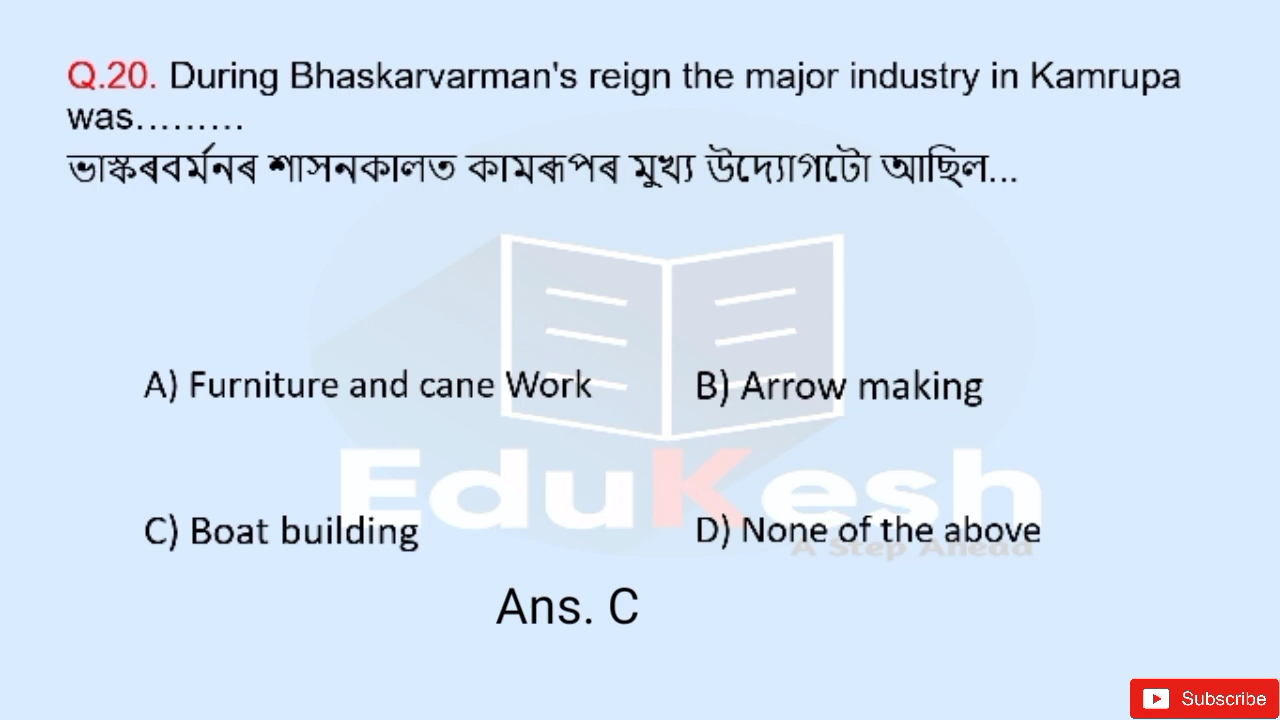 Q.20. During Bhaskarvarman's reign the major industry in Kamrupa
was.........
ভাস্কৰবৰ্মনৰ শাসনকালত কামৰূপৰ মুখ্য উদ্যোগটো আছিল...
A) Furniture and cane Work
B) Arrow making
C) Boat building
D) None of the above
EduKesh
A Step Ahead
Ans. C
Subscribe